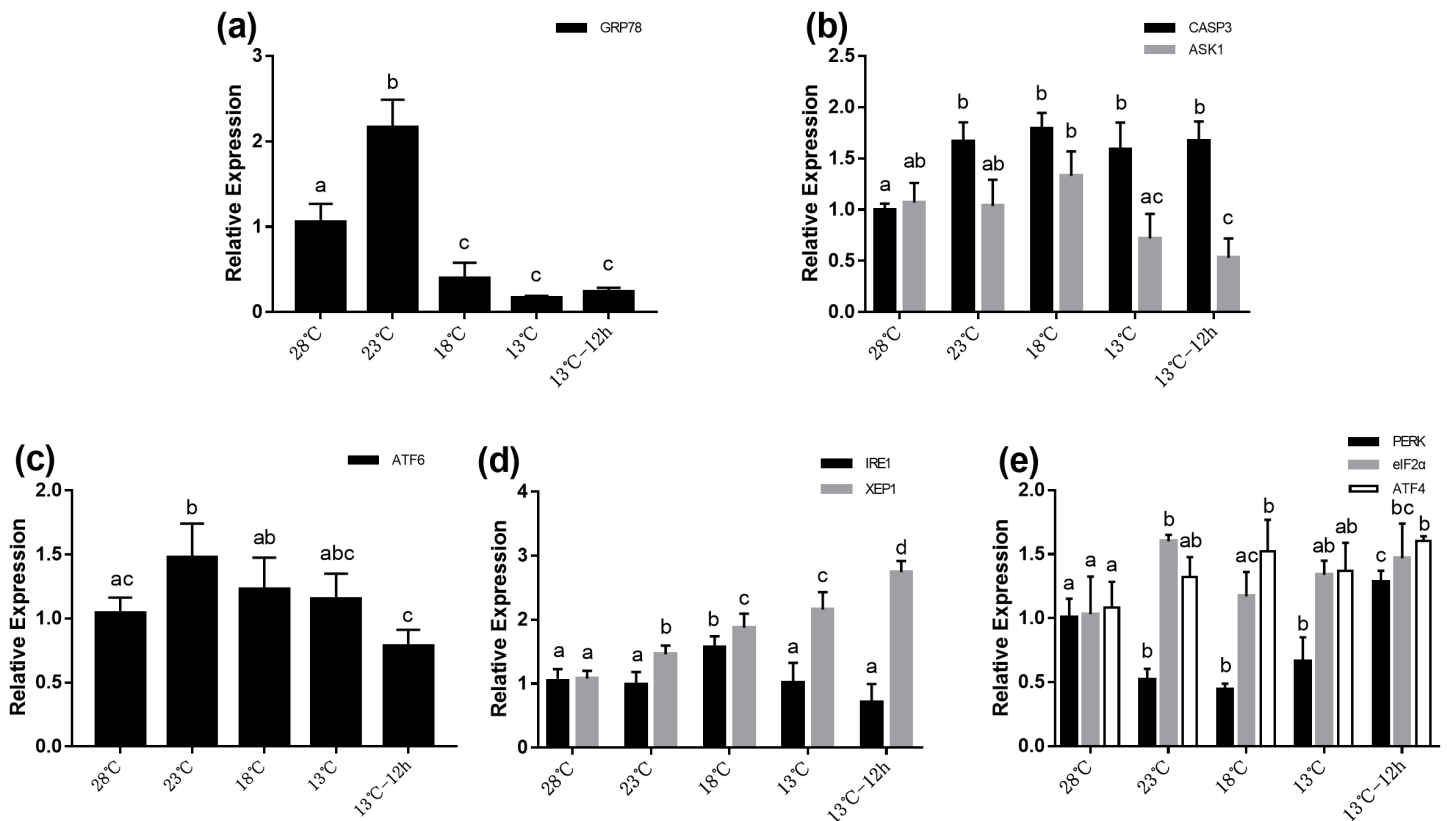 (a)
GRP78
Relative Expression
3
2
1
0
a
b
c
c
c
28℃
23℃
18℃
13℃
13℃-12h
(b)
CASP3
ASK1
Relative Expression
2.5
2.0
1.5
1.0
0.5
0.0
a ab
b ab
b b
b ac
b c
28℃
23℃
18℃
13℃
13℃-12h
(c)
ATF6
Relative Expression
2.0
1.5
1.0
0.5
0.0
ac
b
ab
abc
c
28℃
23℃
18℃
13℃
13℃-12h
(d)
IRE1
XEP1
Relative Expression
4
3
2
1
0
a a
a b
b c
a c
a d
28℃
23℃
18℃
13℃
13℃-12h
(e)
PERK
eIF2α
ATF4
Relative Expression
2.0
1.5
1.0
0.5
0.0
a a a
b b ab
b ac b
b ab ab
c bc b
28℃
23℃
18℃
13℃
13℃-12h